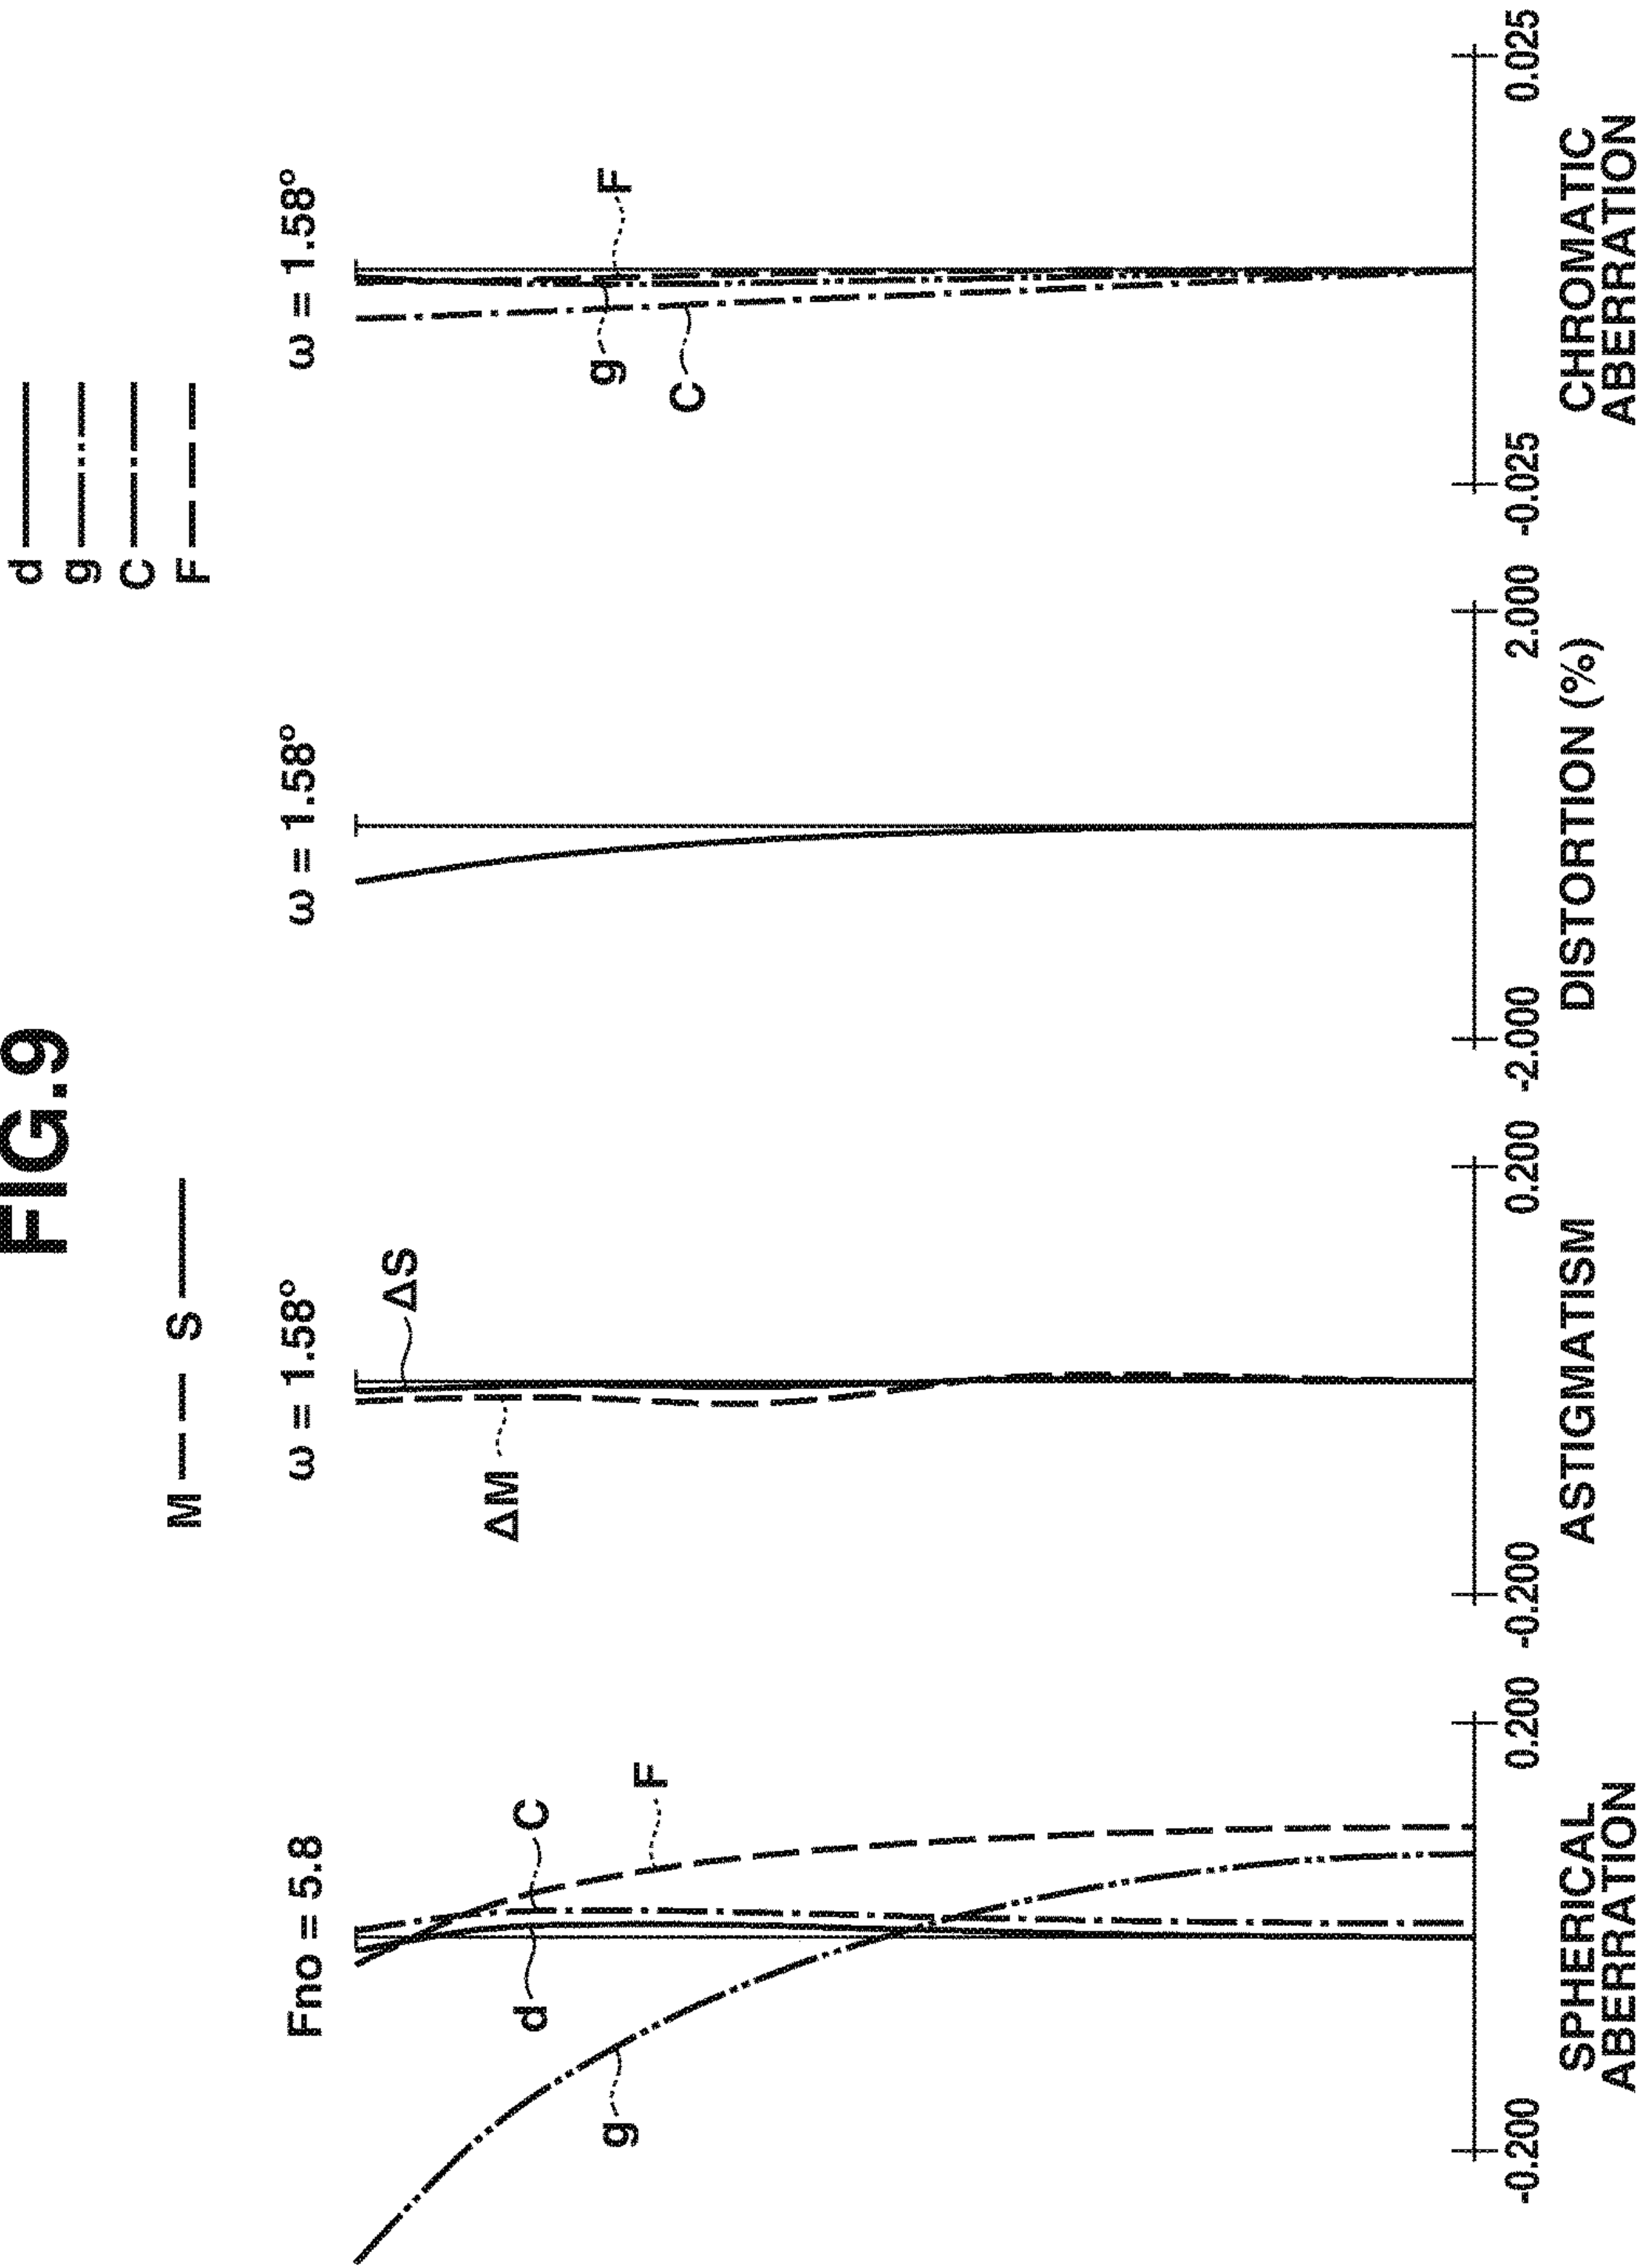 FIG.9
M S
d
g
C
F
Fno = 5.8
C
F
d
g
-0.200 0.200
SPHERICAL
ABERRATION
ω = 1.58°
ΔS
ΔM
-0.200 0.200
ASTIGMATISM
ω = 1.58°
-2.000 2.000
DISTORTION (%)
ω = 1.58°
F
g
C
-0.025 0.025
CHROMATIC
ABERRATION